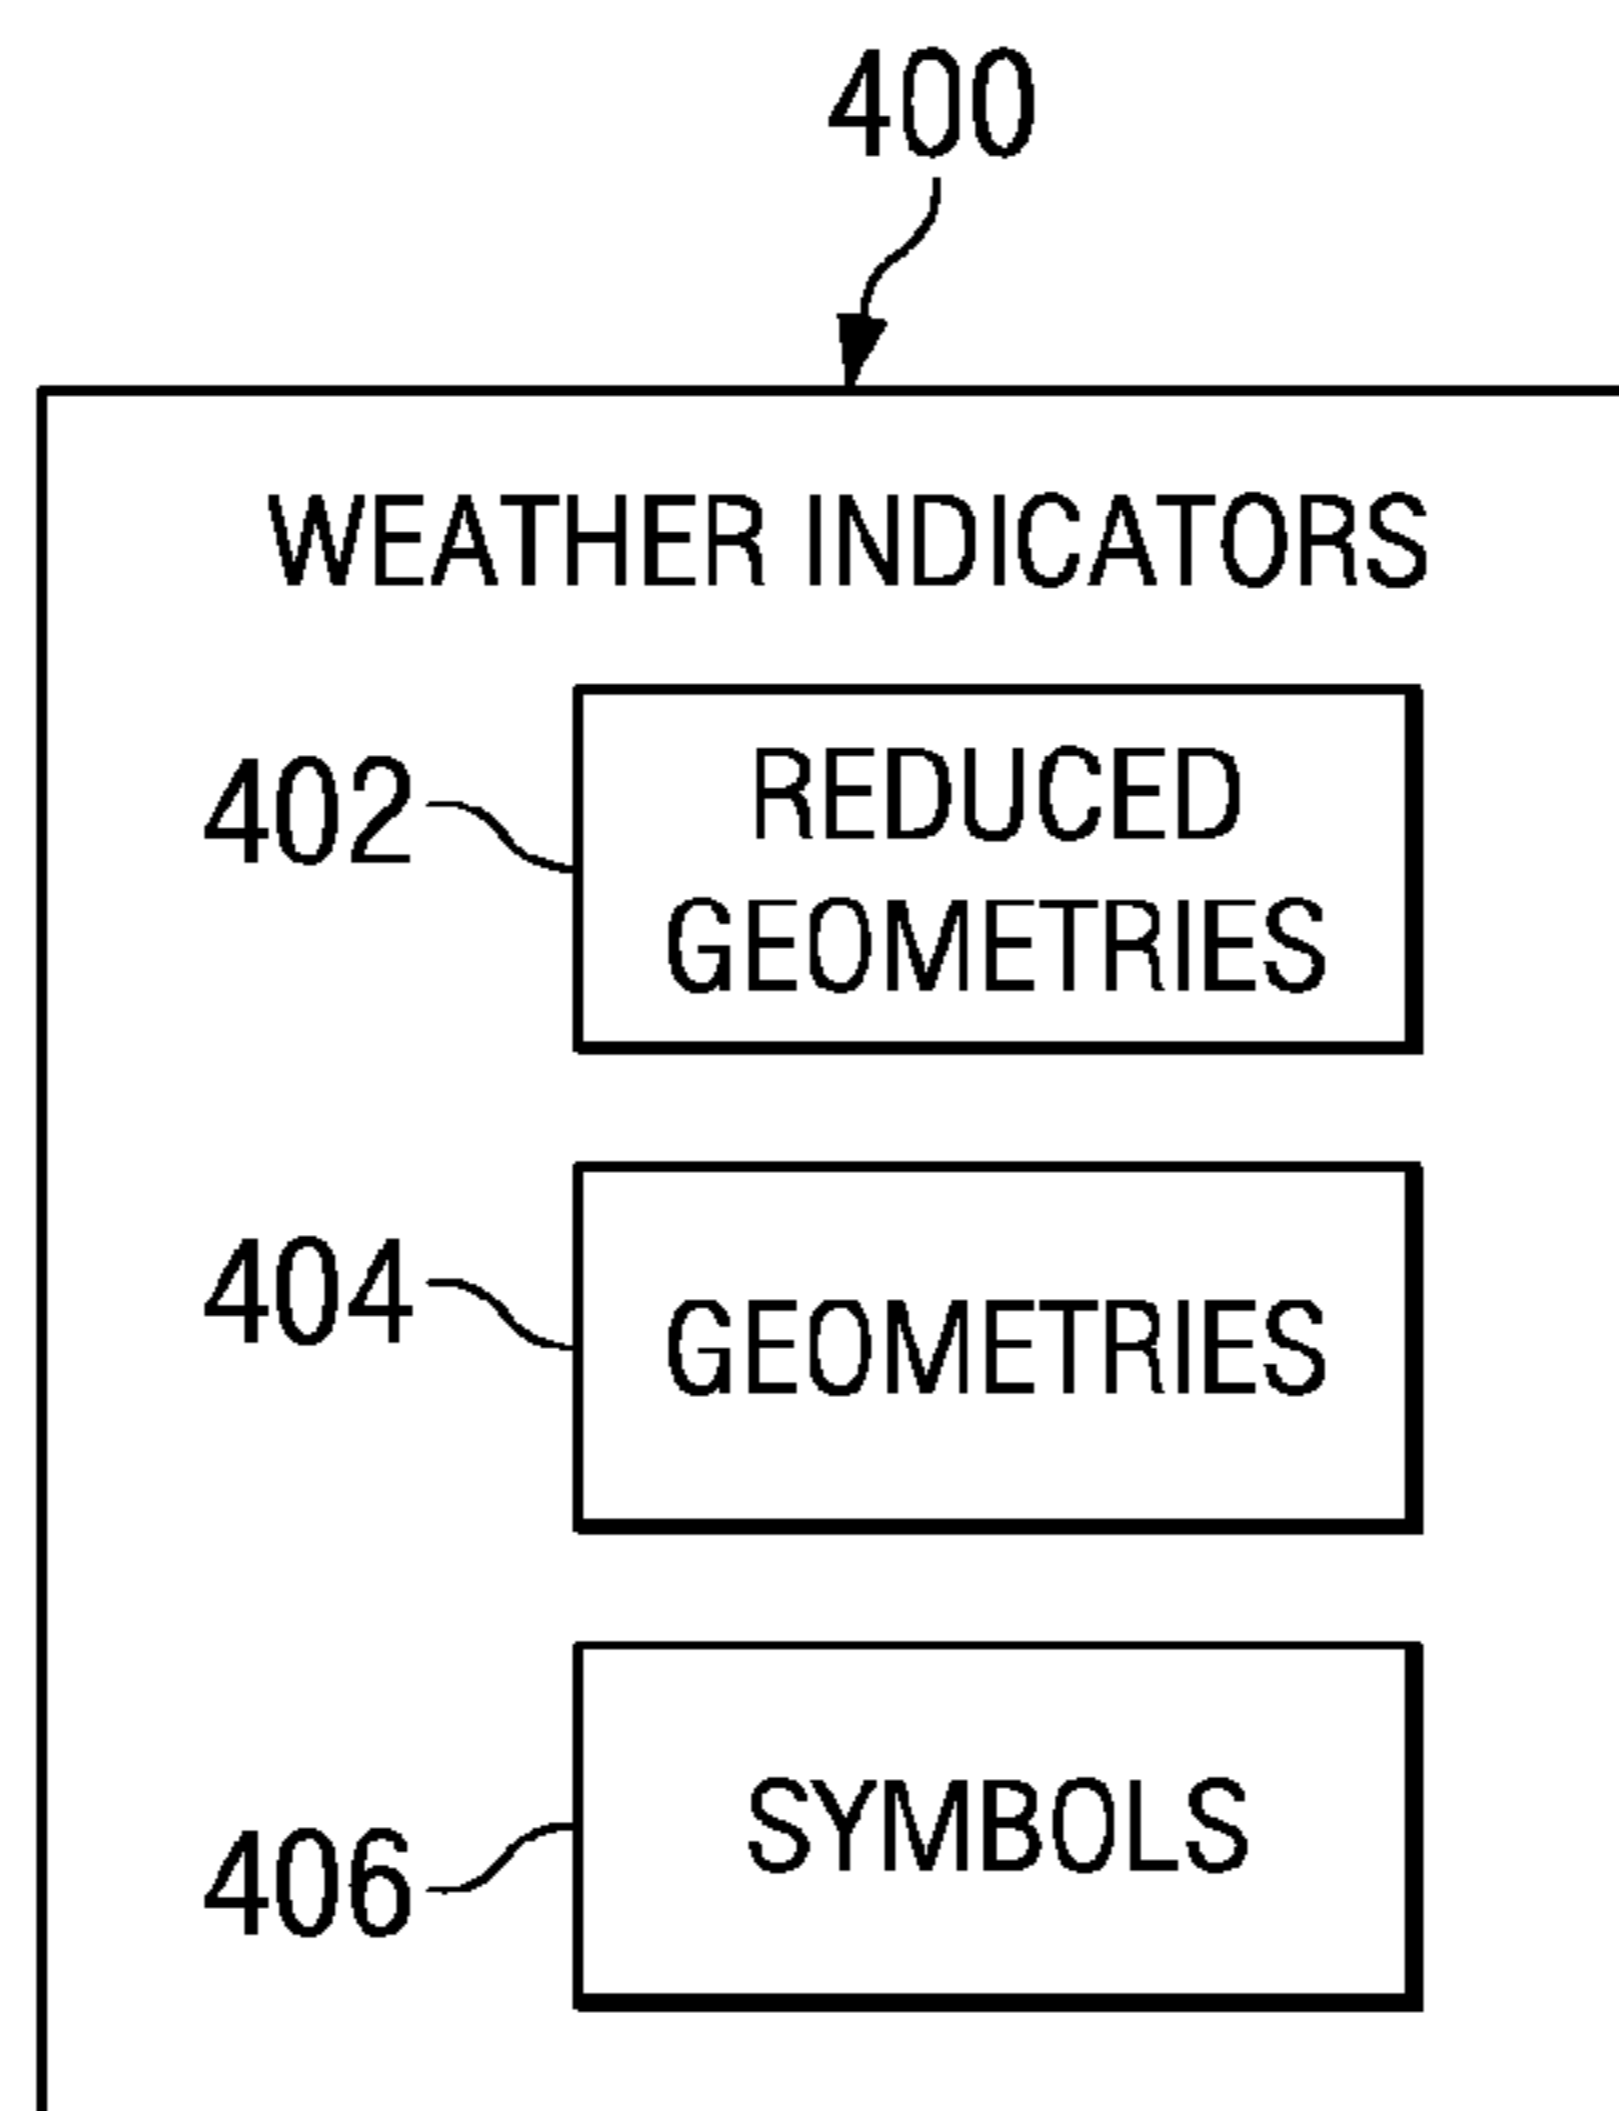 400
WEATHER INDICATORS
402
REDUCED
GEOMETRIES
404
GEOMETRIES
406
SYMBOLS